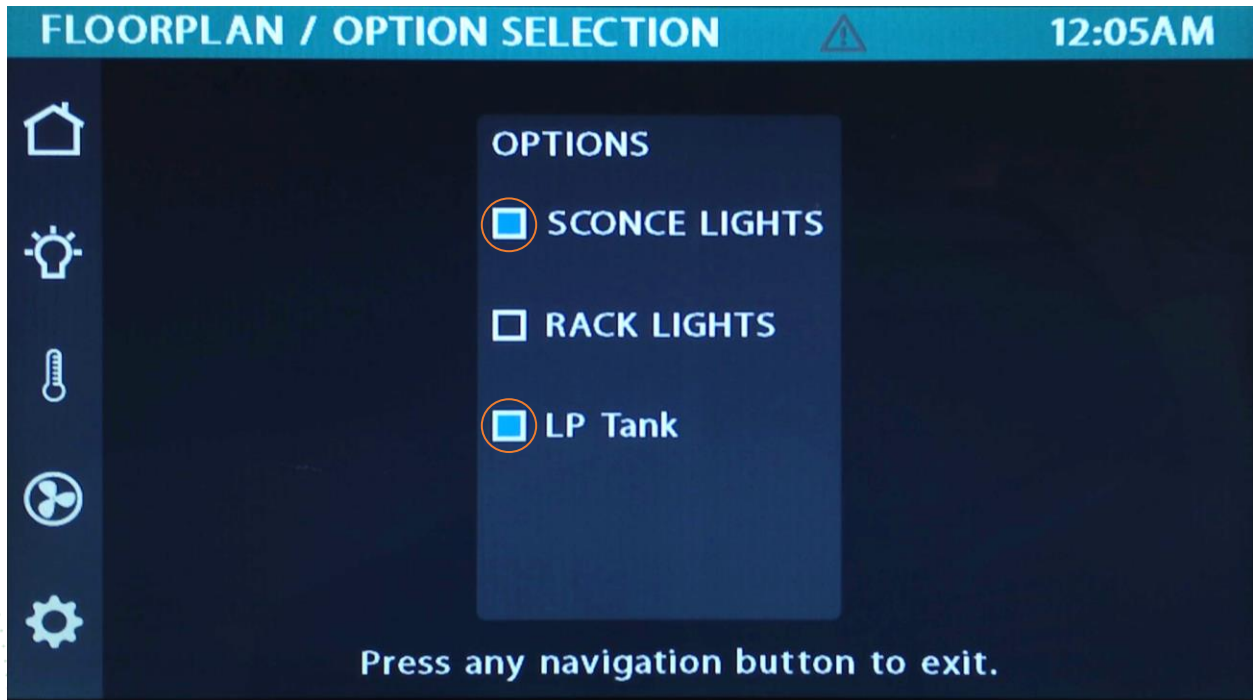 FLOORPLAN / OPTION SELECTION 12:05AM
OPTIONS
SCONCE LIGHTS
RACK LIGHTS
LP Tank
Press any navigation button to exit.